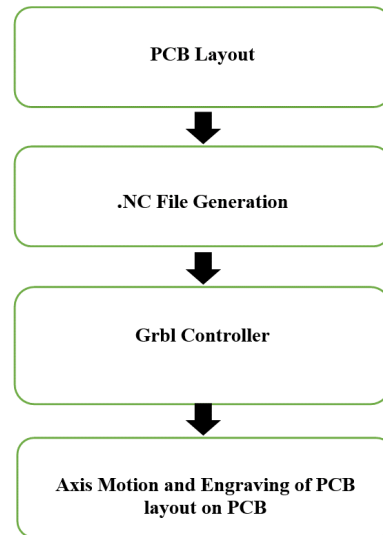 PCB Layout
.NC File Generation
Grbl Controller
Axis Motion and Engraving of PCB
layout on PCB